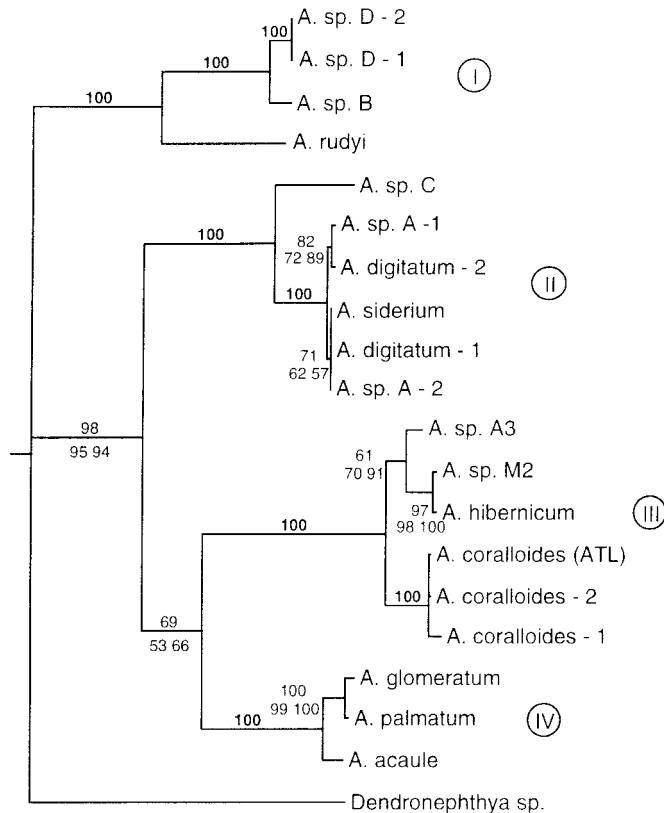 A. sp. D - 2
100
A. sp. D - 1
100
I
100
A. sp. B
A. rudyi
A. sp. C
A. sp. A -1
100
82
72 89
A. digitatum - 2
II
100
A. siderium
71
A. digitatum - 1
62 57
A. sp. A - 2
A. sp. A3
98
61
95 94
70 91
A. sp. M2
97
A. hibernicum
III
98 100
100
A. coralloides (ATL)
100
A. coralloides - 2
69
A. coralloides - 1
53 66
A. glomeratum
100
99 100
100
A. palmatum
IV
A. acaule
Dendronephthya sp.